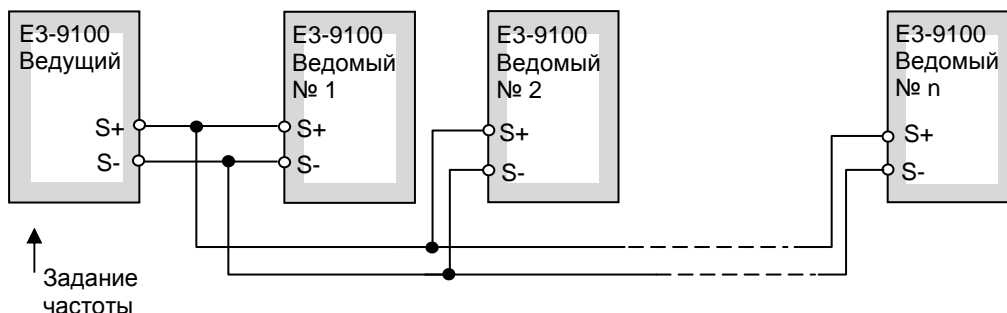 Е3-9100
Ведущий
S+
S-
Е3-9100
Ведомый
№ 1
S+
S-
Е3-9100
Ведомый
№ 2
S+
S-
Е3-9100
Ведомый
№ n
S+
S-
Задание
частоты